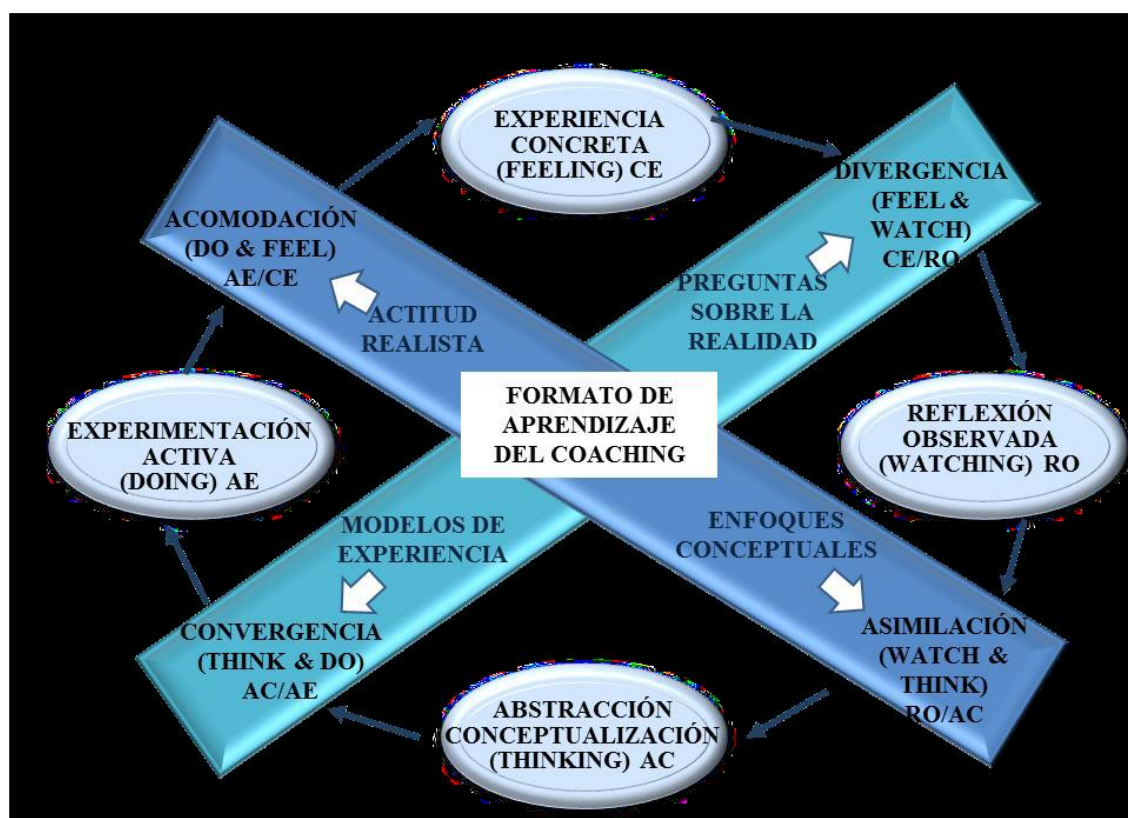 EXPERIENCIA
CONCRETA
(FEELING) CE
DIVERGENCIA
(FEEL &
WATCH)
CE/RO
ACOMODACIÓN
(DO & FEEL)
AE/CE
PREGUNTAS
SOBRE LA
REALIDAD
ACTITUD
REALISTA
FORMATO DE
APRENDIZAJE
DEL COACHING
EXPERIMENTACIÓN
ACTIVA
(DOING) AE
REFLEXIÓN
OBSERVADA
(WATCHING) RO
MODELOS DE
EXPERIENCIA
ENFOQUES
CONCEPTUALES
CONVERGENCIA
(THINK & DO)
AC/AE
ASIMILACIÓN
(WATCH &
THINK)
RO/AC
ABSTRACCIÓN
CONCEPTUALIZACIÓN
(THINKING) AC